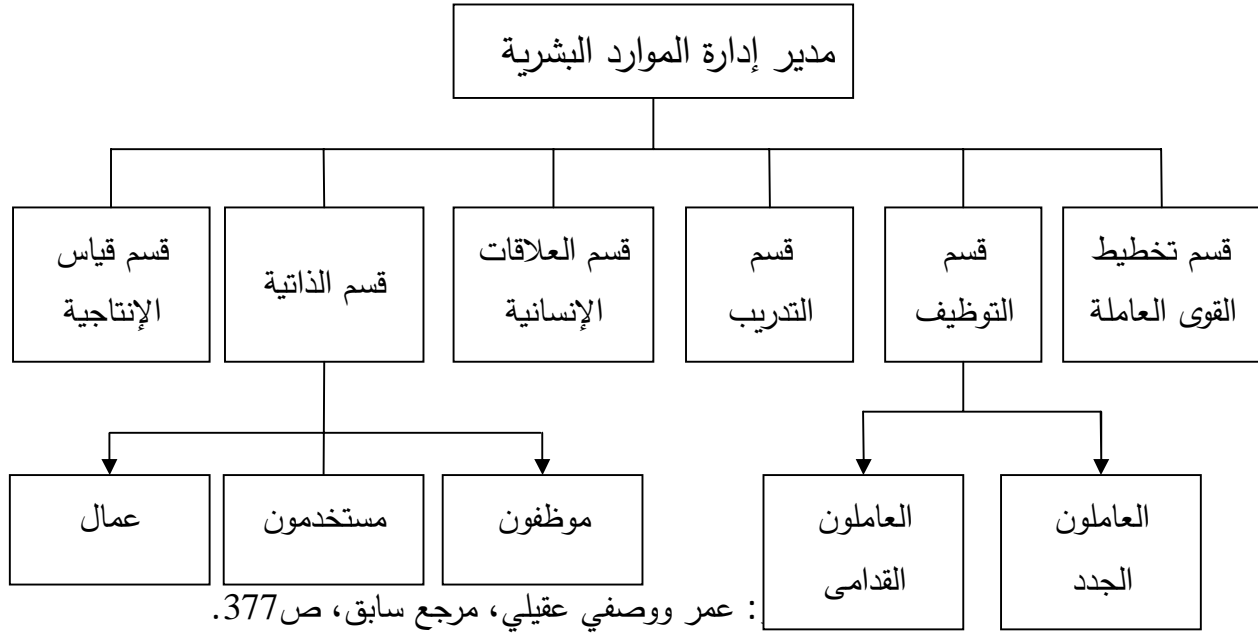 مدير إدارة الموارد البشرية
قسم تخطيط
القوى العاملة
قسم
التوظيف
قسم
التدريب
قسم العلاقات
الإنسانية
قسم الذاتية
قسم قياس
الإنتاجية
العاملون
الجدد
العاملون
القدامى
موظفون
مستخدمون
عمال
: عمر ووصفي عقيلي، مرجع سابق، ص377.